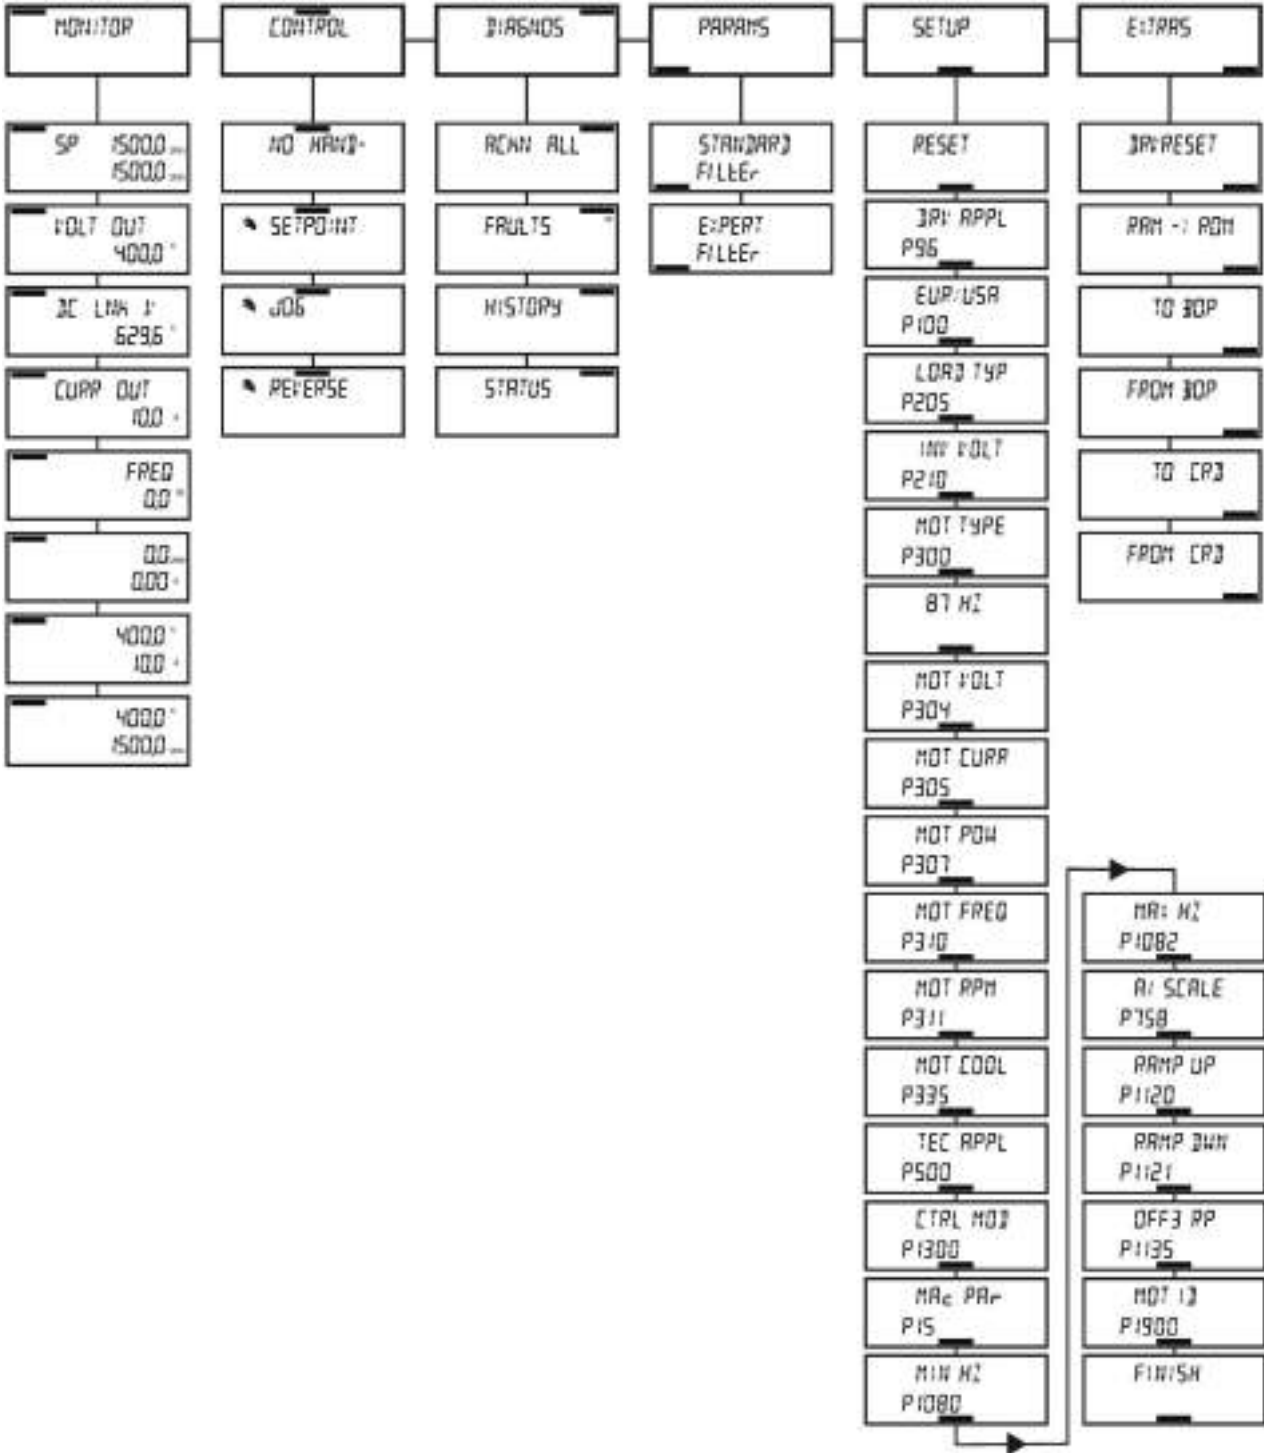 MONITOR
SP 1500,0
1500,0
VOLT OUT
400,0 V
DC LNK V
629,6 V
CURR OUT
10,0 A
FREQ
0,0
0,0
0,00 A
400,0 V
10,0 A
400,0 V
1500,0
CONTROL
NO HAND-
SETPOINT
JOG
REVERSE
DIAGNOS
ACKN ALL
FAULTS
HISTORY
STATUS
PARAMS
STANDARD
FILtEr
EXPERT
FILtEr
SETUP
RESET
DRV APPL
P96
EUR/USA
P100
LOAD TYP
P205
INV VOLT
P210
MOT TYPE
P300
87 HZ
MOT VOLT
P304
MOT CURR
P305
MOT POW
P307
MOT FREQ
P310
MOT RPM
P311
MOT COOL
P335
TEC APPL
P500
CTRL MOD
P1300
MAc PAr
P15
MIN HZ
P1080
MAX HZ
P1082
AI SCALE
P758
RAMP UP
P1120
RAMP DWN
P1121
OFF3 RP
P1135
MOT ID
P1900
FINISH
EXTRAS
DRVRESET
RAM -> ROM
TO BOP
FROM BOP
TO CRD
FROM CRD